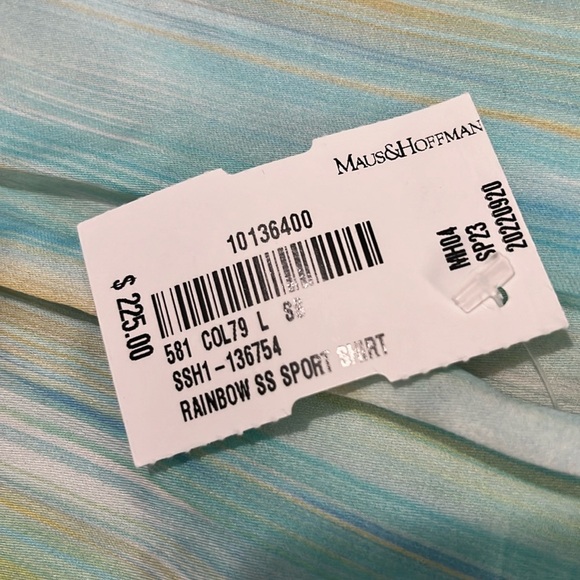 MAUS&HOFFMAN
10136400
$ 225.00
581 COL79 L
SSH1-136754
RAINBOW SS SPORT SHIRT
MH04
SP23
20220920